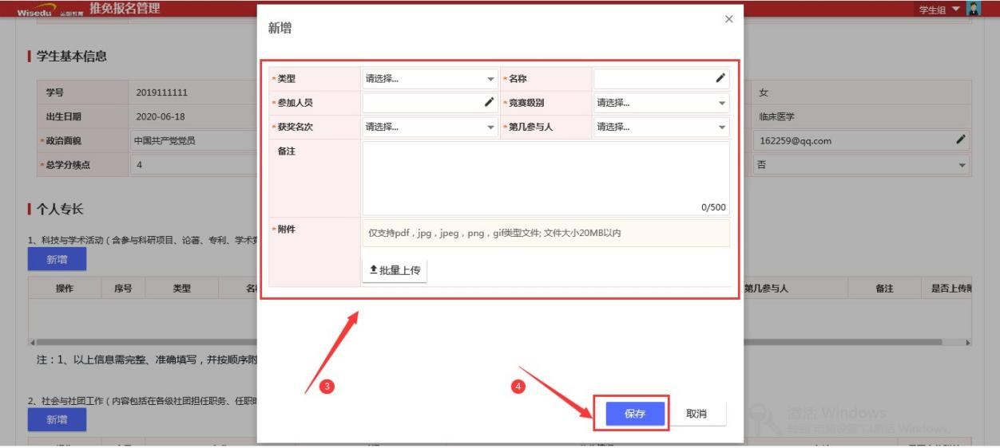 Wisedu 推免报名管理
学生组
新增
×
学生基本信息
*类型 请选择... *名称
学号 2019111111 *参加人员 *竞赛级别 请选择... 女
出生日期 2020-06-18 *获奖名次 请选择... *第几参与人 请选择... 临床医学
*政治面貌 中国共产党党员 备注 162259@qq.com
*总学分绩点 4 否
0/500
个人专长
*附件 仅支持pdf , jpg , jpeg , png , gif类型文件; 文件大小20MB以内
1、科技与学术活动 ( 含参与科研项目、论著、专利、学术
新增
批量上传
操作 序号 类型 第几参与人 备注 是否上传
注：1、以上信息需完整、准确填写，并按顺序附
3
4
2、社会与社团工作 ( 内容包括在各级社团担任职务、任职
新增
保存 取消
激活 Windows